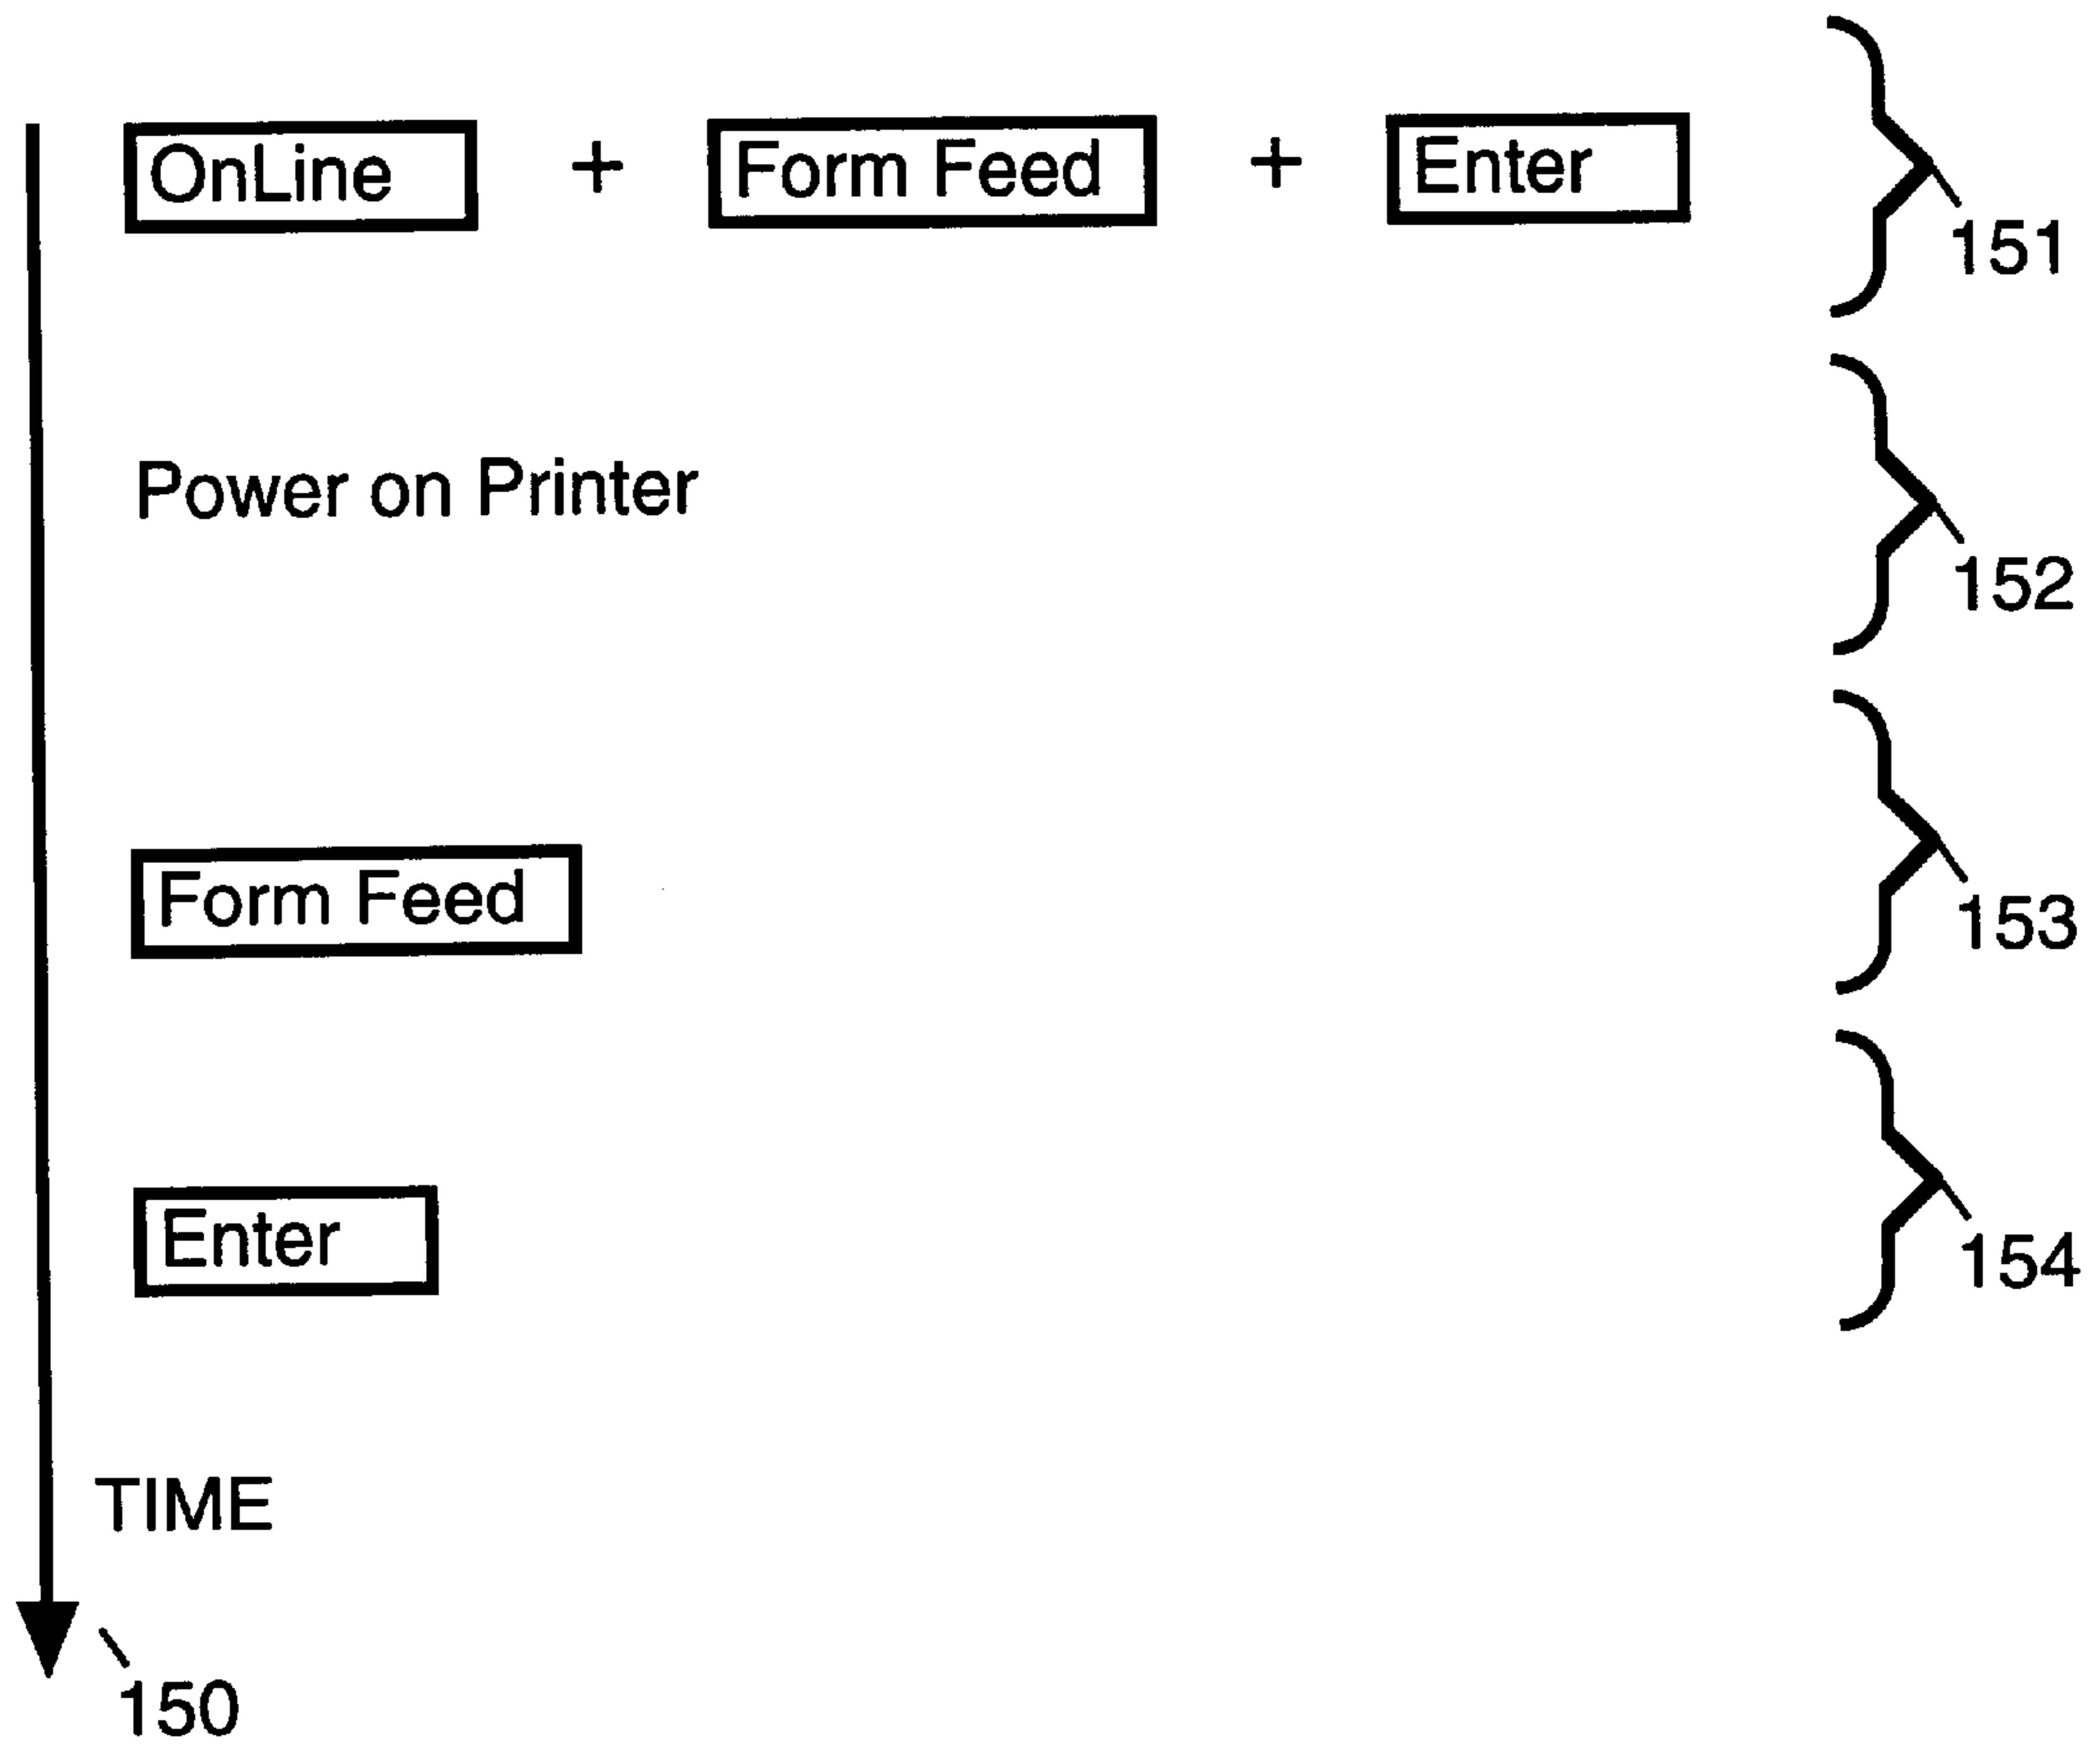 OnLine + Form Feed + Enter
151
Power on Printer
152
Form Feed
153
Enter
154
TIME
150